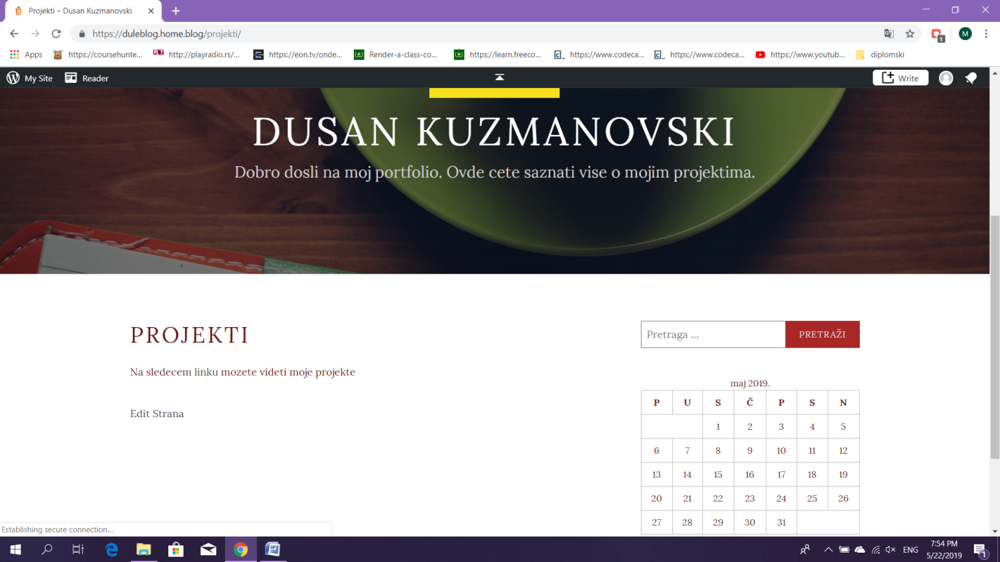 Projekti – Dusan Kuzmanovski
https://duleblog.home.blog/projekti/
1
M
Apps https://coursehunte... http://playradio.rs/... https://eon.tv/onde... Render-a-class-co... https://learn.freeco... https://www.codeca... https://www.codeca... https://www.youtub... diplomski
My Site Reader Write
DUSAN KUZMANOVSKI
Dobro dosli na moj portfolio. Ovde cete saznati vise o mojim projektima.
PROJEKTI
Na sledecem linku mozete videti moje projekte
Edit Strana
Pretraga ... PRETRAŽI
maj 2019.
P U S Č P S N
1 2 3 4 5
6 7 8 9 10 11 12
13 14 15 16 17 18 19
20 21 22 23 24 25 26
27 28 29 30 31
Establishing secure connection...
ENG
7:54 PM
5/22/2019
1